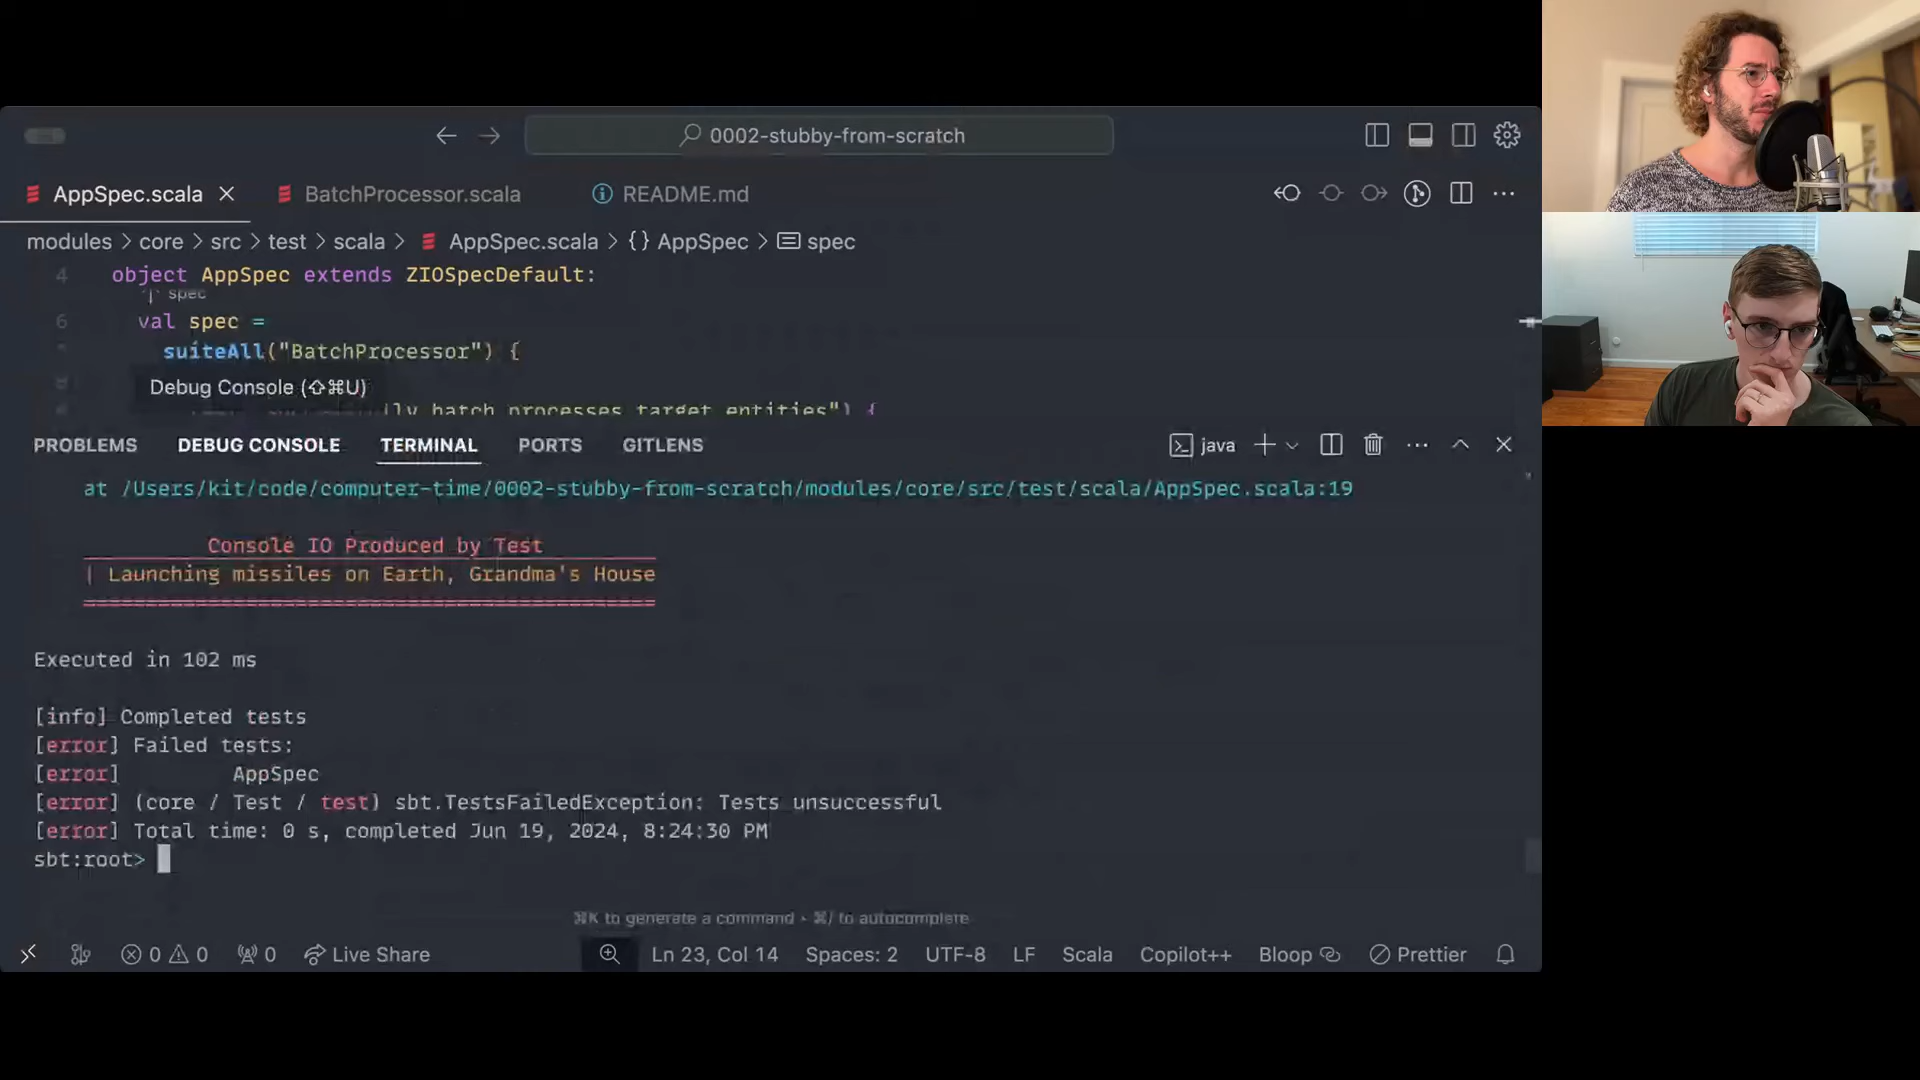 0002-stubby-from-scratch
AppSpec.scala
BatchProcessor.scala
README.md
modules > core > src > test > scala > AppSpec.scala > {} AppSpec > spec
4 object AppSpec extends ZIOSpecDefault:
spec
6 val spec =
suiteAll("BatchProcessor") {
Debug Console (⇧⌘U)
lly batch processes target entities") {
PROBLEMS DEBUG CONSOLE TERMINAL PORTS GITLENS java
at /Users/kit/code/computer-time/0002-stubby-from-scratch/modules/core/src/test/scala/AppSpec.scala:19
Console IO Produced by Test
| Launching missiles on Earth, Grandma's House
Executed in 102 ms
[info] Completed tests
[error] Failed tests:
[error] AppSpec
[error] (core / Test / test) sbt.TestsFailedException: Tests unsuccessful
[error] Total time: 0 s, completed Jun 19, 2024, 8:24:30 PM
sbt:root>
⌘K to generate a command - ⌘/ to autocomplete
0 0 0 Live Share Ln 23, Col 14 Spaces: 2 UTF-8 LF Scala Copilot++ Bloop Prettier